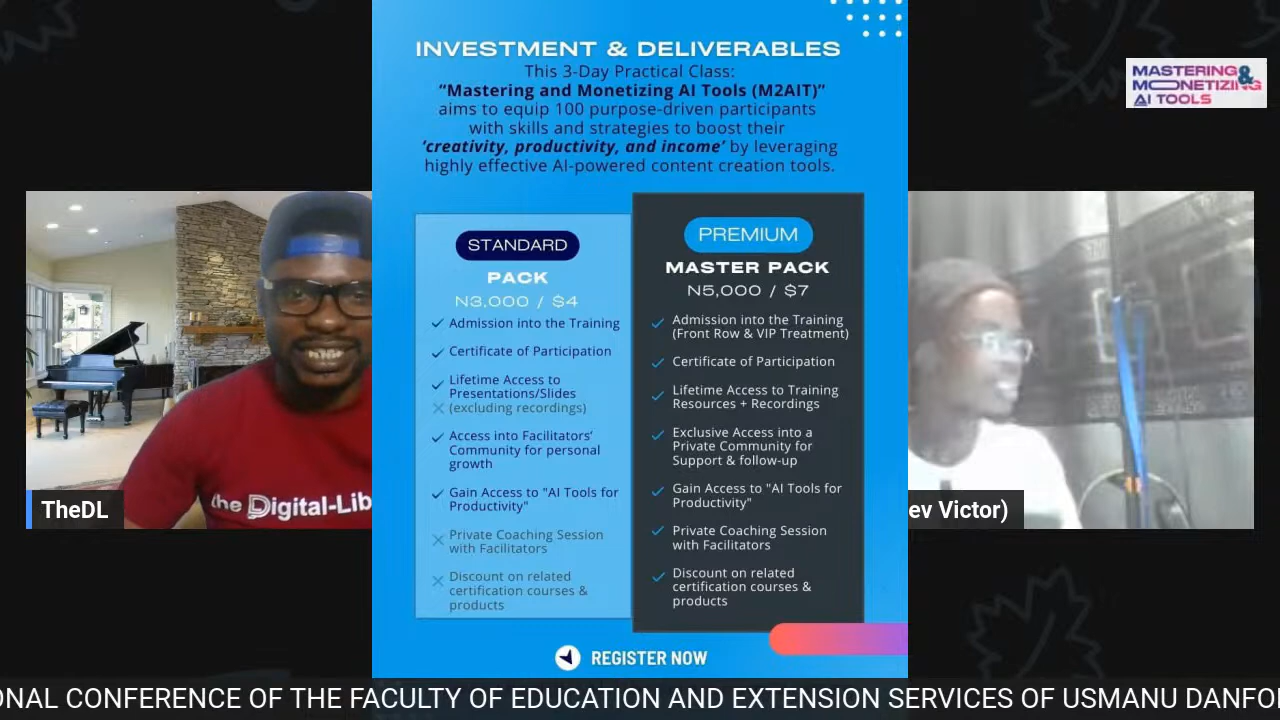 INVESTMENT & DELIVERABLES
This 3-Day Practical Class:
“Mastering and Monetizing AI Tools (M2AIT)”
aims to equip 100 purpose-driven participants
with skills and strategies to boost their
‘creativity, productivity, and income’ by leveraging
highly effective AI-powered content creation tools.
STANDARD
PACK
N3,000 / $4
Admission into the Training
Certificate of Participation
Lifetime Access to
Presentations/Slides
(excluding recordings)
Access into Facilitators’
Community for personal
growth
Gain Access to "AI Tools for
Productivity"
Private Coaching Session
with Facilitators
Discount on related
certification courses &
products
PREMIUM
MASTER PACK
N5,000 / $7
Admission into the Training
(Front Row & VIP Treatment)
Certificate of Participation
Lifetime Access to Training
Resources + Recordings
Exclusive Access into a
Private Community for
Support & follow-up
Gain Access to "AI Tools for
Productivity"
Private Coaching Session
with Facilitators
Discount on related
certification courses &
products
REGISTER NOW
MASTERING &
MONETIZING
AI TOOLS
the Digital-Lib
TheDL
ev Victor)
ONAL CONFERENCE OF THE FACULTY OF EDUCATION AND EXTENSION SERVICES OF USMANU DANFO